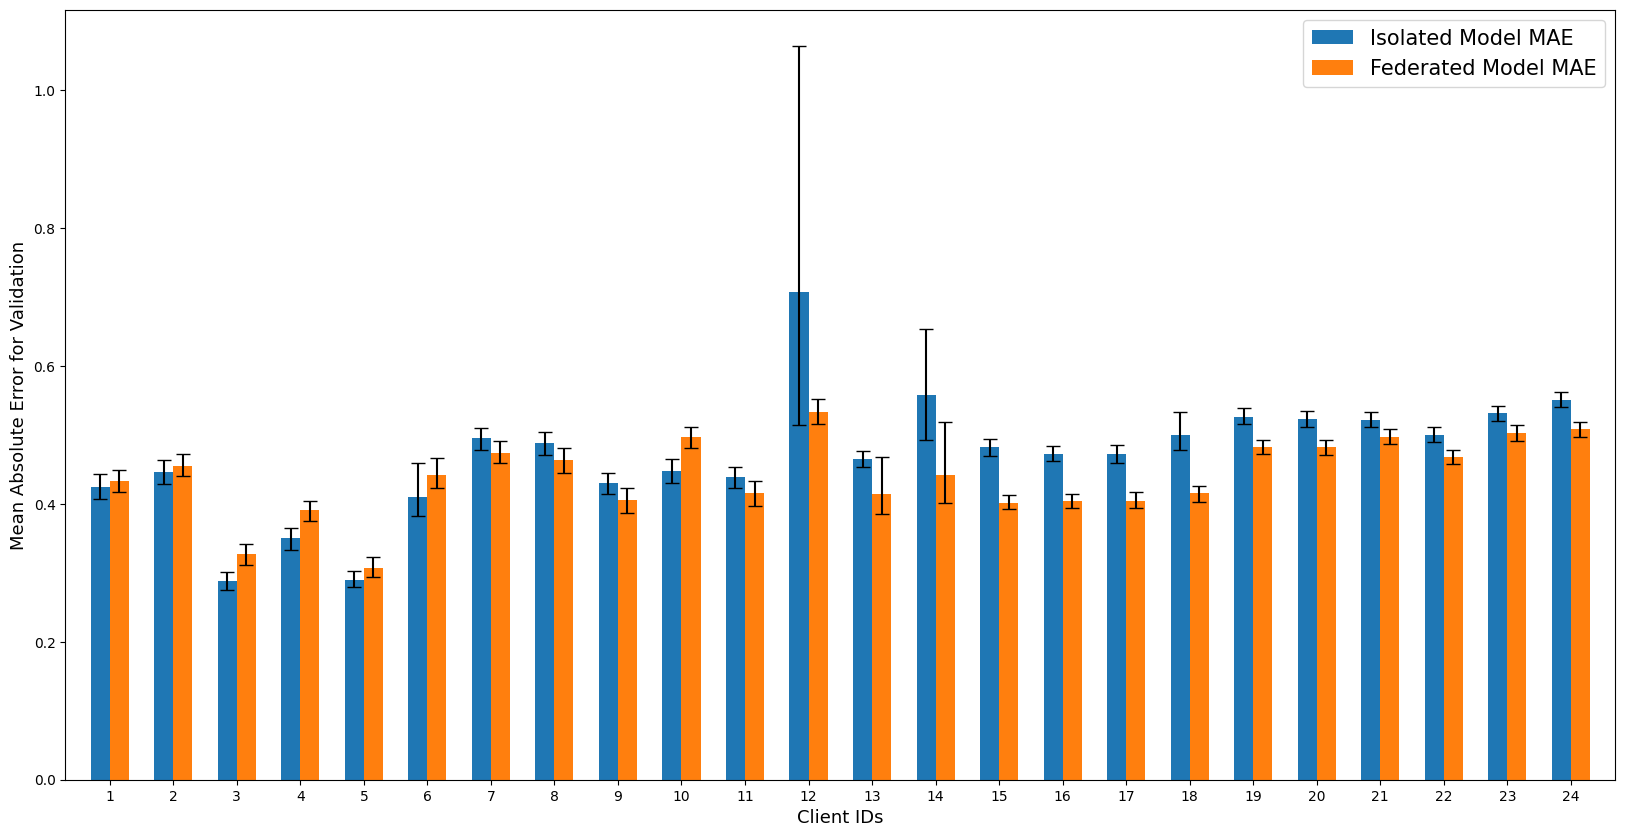 Isolated Model MAE
Federated Model MAE
Mean Absolute Error for Validation
1.0
0.8
0.6
0.4
0.2
0.0
1 2 3 4 5 6 7 8 9 10 11 12 13 14 15 16 17 18 19 20 21 22 23 24
Client IDs